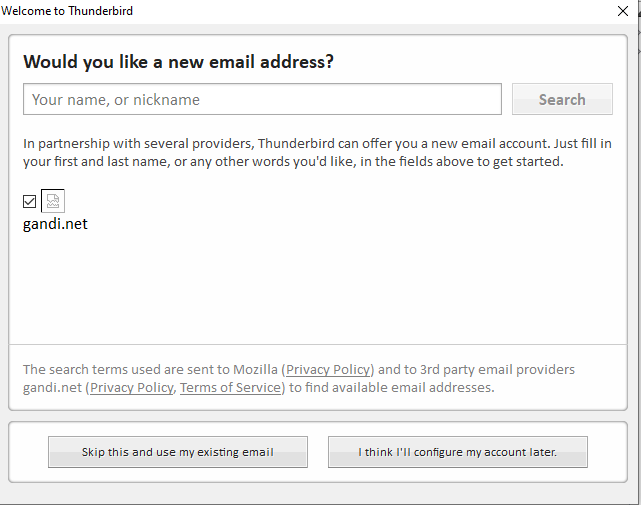 Welcome to Thunderbird
Would you like a new email address?
Your name, or nickname
Search
In partnership with several providers, Thunderbird can offer you a new email account. Just fill in
your first and last name, or any other words you'd like, in the fields above to get started.
gandi.net
The search terms used are sent to Mozilla (Privacy Policy) and to 3rd party email providers
gandi.net (Privacy Policy, Terms of Service) to find available email addresses.
Skip this and use my existing email
I think I'll configure my account later.